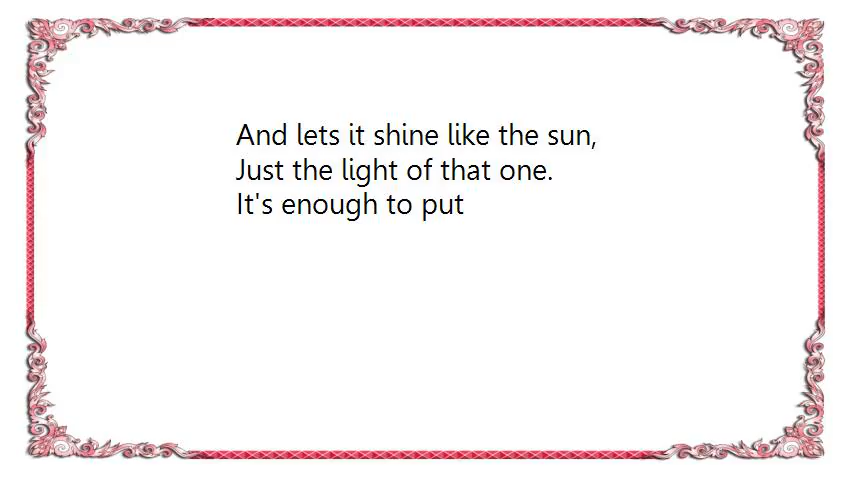 And lets it shine like the sun,
Just the light of that one.
It's enough to put